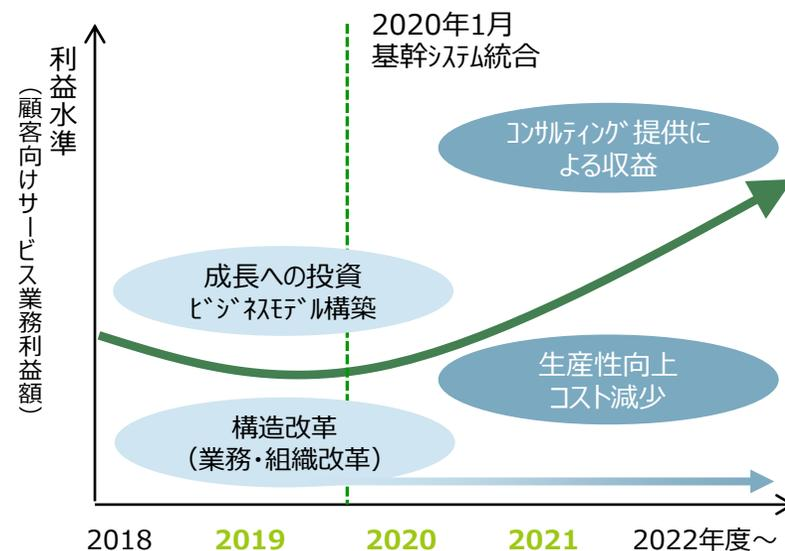 2020年1月
基幹ｼｽﾃﾑ統合
利益水準
（顧客向けサービス業務利益額）
ｺﾝｻﾙﾃｨﾝｸﾞ提供に
よる収益
成長への投資
ﾋﾞｼﾞﾈｽﾓﾃﾞﾙ構築
生産性向上
コスト減少
構造改革
（業務・組織改革）
2018 2019 2020 2021 2022年度～